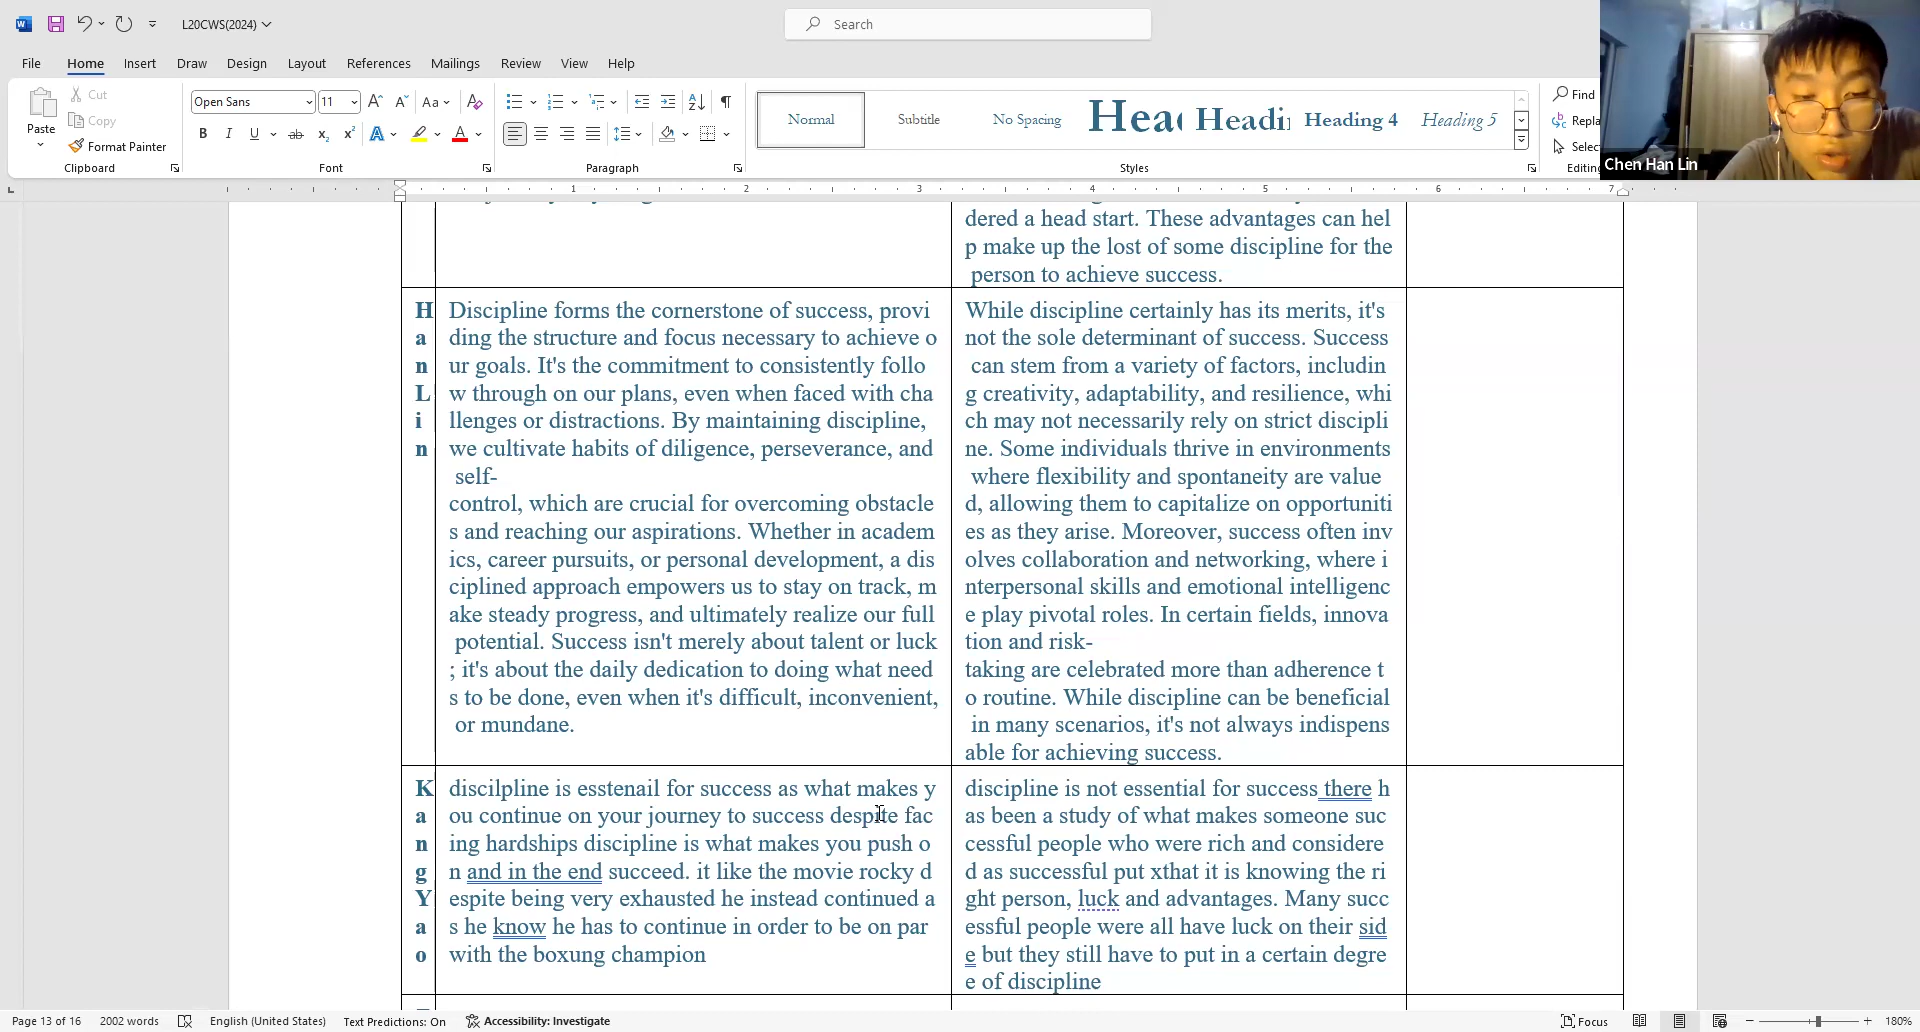 L20CWS(2024)
Search
File Home Insert Draw Design Layout References Mailings Review View Help
Paste
Cut
Copy
Format Painter
Open Sans 11
Normal Subtitle No Spacing Head Headi Heading 4 Heading 5
Find
Repla
Selec
Clipboard Font Paragraph Styles Editing
Chen Han Lin
1 2 3 4 5 6 7
dered a head start. These advantages can hel
p make up the lost of some discipline for the
person to achieve success.
H
a
n
L
i
n
Discipline forms the cornerstone of success, provi
ding the structure and focus necessary to achieve o
ur goals. It's the commitment to consistently follo
w through on our plans, even when faced with cha
llenges or distractions. By maintaining discipline,
we cultivate habits of diligence, perseverance, and
self-
control, which are crucial for overcoming obstacle
s and reaching our aspirations. Whether in academ
ics, career pursuits, or personal development, a dis
ciplined approach empowers us to stay on track, m
ake steady progress, and ultimately realize our full
potential. Success isn't merely about talent or luck
; it's about the daily dedication to doing what need
s to be done, even when it's difficult, inconvenient,
or mundane.
While discipline certainly has its merits, it's
not the sole determinant of success. Success
can stem from a variety of factors, includin
g creativity, adaptability, and resilience, whi
ch may not necessarily rely on strict discipli
ne. Some individuals thrive in environments
where flexibility and spontaneity are value
d, allowing them to capitalize on opportuniti
es as they arise. Moreover, success often inv
olves collaboration and networking, where i
nterpersonal skills and emotional intelligenc
e play pivotal roles. In certain fields, innova
tion and risk-
taking are celebrated more than adherence t
o routine. While discipline can be beneficial
in many scenarios, it's not always indispens
able for achieving success.
K
a
n
g
Y
a
o
discilpline is esstenail for success as what makes y
ou continue on your journey to success despite fac
ing hardships discipline is what makes you push o
n and in the end succeed. it like the movie rocky d
espite being very exhausted he instead continued a
s he know he has to continue in order to be on par
with the boxung champion
discipline is not essential for success there h
as been a study of what makes someone suc
cessful people who were rich and considere
d as successful put xthat it is knowing the ri
ght person, luck and advantages. Many succ
essful people were all have luck on their sid
e but they still have to put in a certain degre
e of discipline
Page 13 of 16 2002 words English (United States) Text Predictions: On Accessibility: Investigate Focus 180%